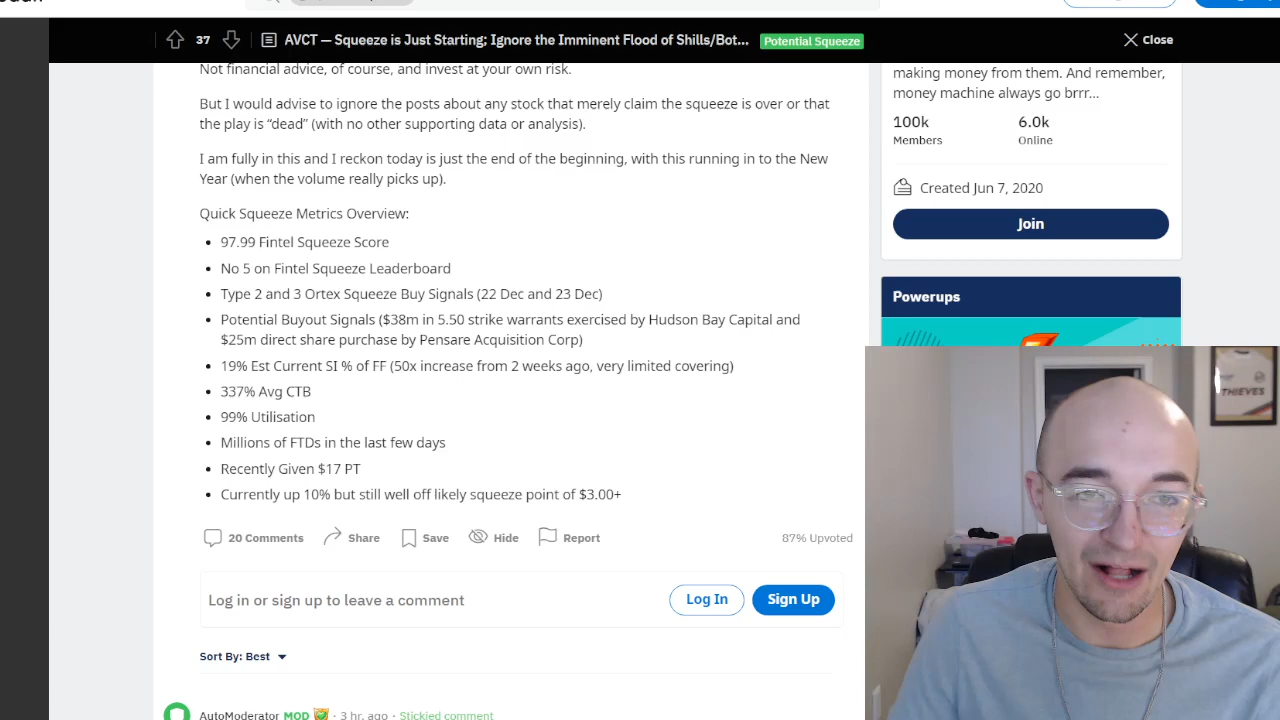 37 AVCT — Squeeze is Just Starting; Ignore the Imminent Flood of Shills/Bot... Potential Squeeze Close
Not financial advice, of course, and invest at your own risk.
But I would advise to ignore the posts about any stock that merely claim the squeeze is over or that
the play is “dead” (with no other supporting data or analysis).
I am fully in this and I reckon today is just the end of the beginning, with this running in to the New
Year (when the volume really picks up).
Quick Squeeze Metrics Overview:
• 97.99 Fintel Squeeze Score
• No 5 on Fintel Squeeze Leaderboard
• Type 2 and 3 Ortex Squeeze Buy Signals (22 Dec and 23 Dec)
• Potential Buyout Signals ($38m in 5.50 strike warrants exercised by Hudson Bay Capital and
$25m direct share purchase by Pensare Acquisition Corp)
• 19% Est Current SI % of FF (50x increase from 2 weeks ago, very limited covering)
• 337% Avg CTB
• 99% Utilisation
• Millions of FTDs in the last few days
• Recently Given $17 PT
• Currently up 10% but still well off likely squeeze point of $3.00+
20 Comments Share Save Hide Report 87% Upvoted
Log in or sign up to leave a comment Log In Sign Up
Sort By: Best
AutoModerator MOD · 3 hr. ago · Stickied comment
making money from them. And remember,
money machine always go brrr...
100k 6.0k
Members Online
Created Jun 7, 2020
Join
Powerups
THIEVES